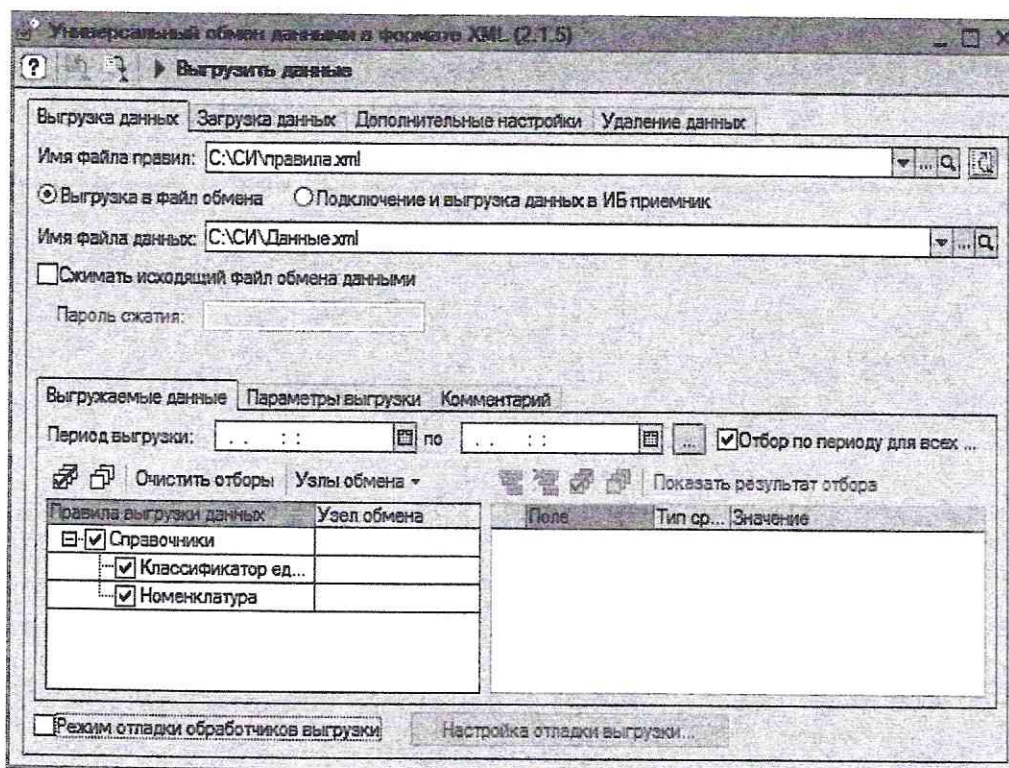 Универсальный обмен данными в формате XML (2.1.5)
? Выгрузить данные
Выгрузка данных Загрузка данных Дополнительные настройки Удаление данных
Имя файла правил: C:\СИ\правила.xml ...
Выгрузка в файл обмена Подключение и выгрузка данных в ИБ приемник
Имя файла данных: C:\СИ\Данные.xml ...
Сжимать исходящий файл обмена данными
Пароль сжатия:
Выгружаемые данные Параметры выгрузки Комментарий
Период выгрузки: . . : : по . . : : ... Отбор по периоду для всех ...
Очистить отборы Узлы обмена Показать результат отбора
Правила выгрузки данных Узел обмена Поле Тип ср... Значение
Справочники
Классификатор ед...
Номенклатура
Режим отладки обработчиков выгрузки Настройка отладки выгрузки...